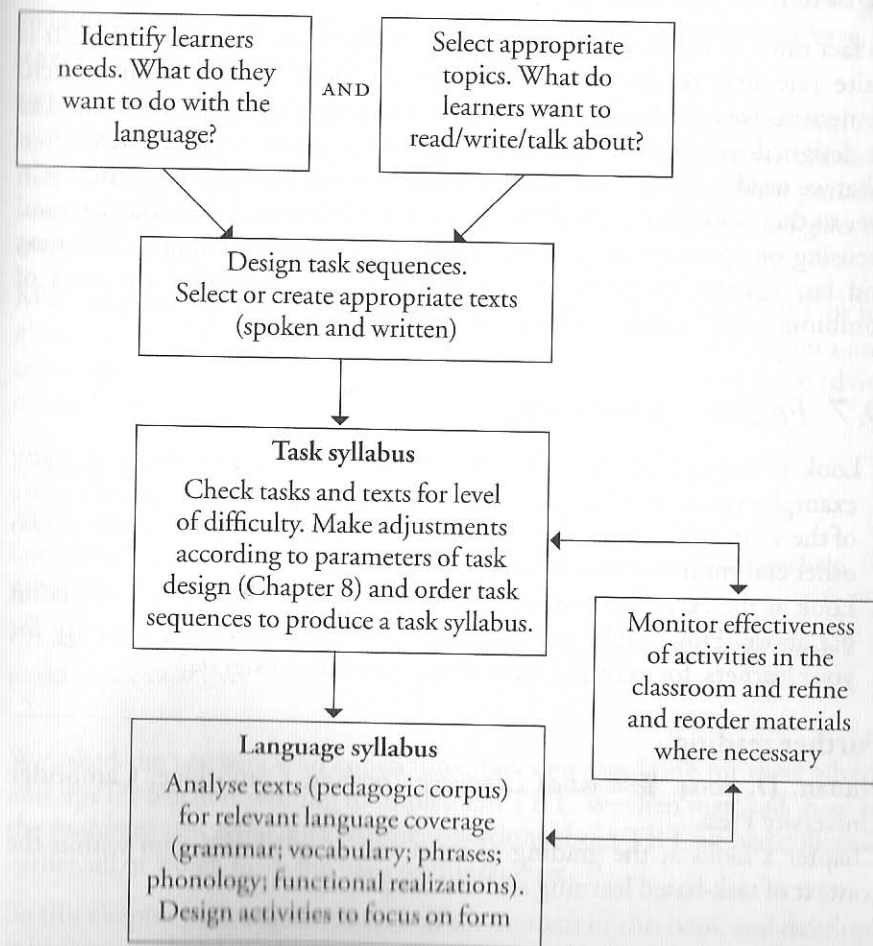 Identify learners
needs. What do they
want to do with the
language?
AND
Select appropriate
topics. What do
learners want to
read/write/talk about?
Design task sequences.
Select or create appropriate texts
(spoken and written)
Task syllabus
Check tasks and texts for level
of difficulty. Make adjustments
according to parameters of task
design (Chapter 8) and order task
sequences to produce a task syllabus.
Monitor effectiveness
of activities in the
classroom and refine
and reorder materials
where necessary
Language syllabus
Analyse texts (pedagogic corpus)
for relevant language coverage
(grammar; vocabulary; phrases;
phonology; functional realizations).
Design activities to focus on form